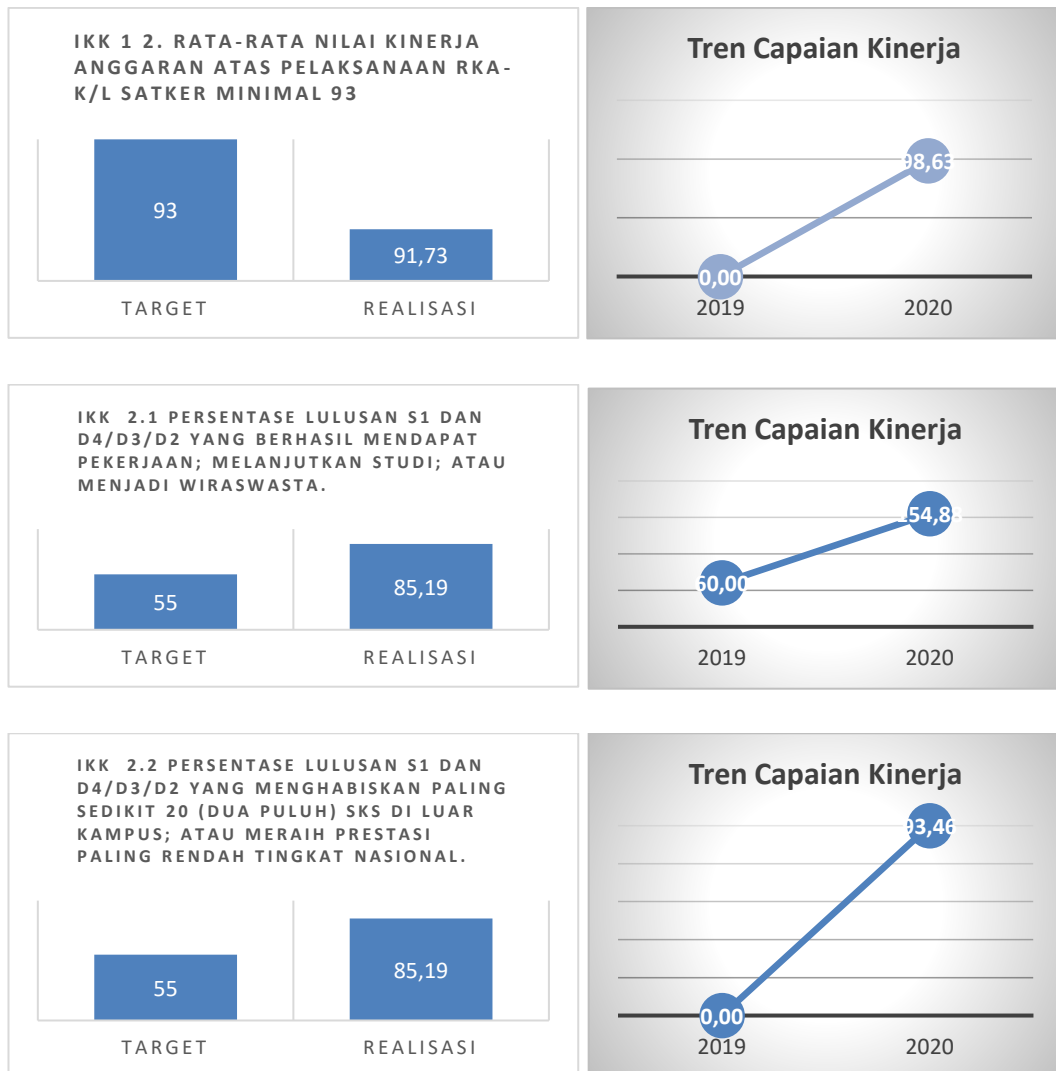 IKK 1 2. RATA-RATA NILAI KINERJA
ANGGARAN ATAS PELAKSANAAN RKA-
K/L SATKER MINIMAL 93
93
91,73
TARGET
REALISASI
Tren Capaian Kinerja
98,63
0,00
2019
2020
IKK 2.1 PERSENTASE LULUSAN S1 DAN
D4/D3/D2 YANG BERHASIL MENDAPAT
PEKERJAAN; MELANJUTKAN STUDI; ATAU
MENJADI WIRASWASTA.
55
85,19
TARGET
REALISASI
Tren Capaian Kinerja
154,88
60,00
2019
2020
IKK 2.2 PERSENTASE LULUSAN S1 DAN
D4/D3/D2 YANG MENGHABISKAN PALING
SEDIKIT 20 (DUA PULUH) SKS DI LUAR
KAMPUS; ATAU MERAIH PRESTASI
PALING RENDAH TINGKAT NASIONAL.
55
85,19
TARGET
REALISASI
Tren Capaian Kinerja
93,46
0,00
2019
2020